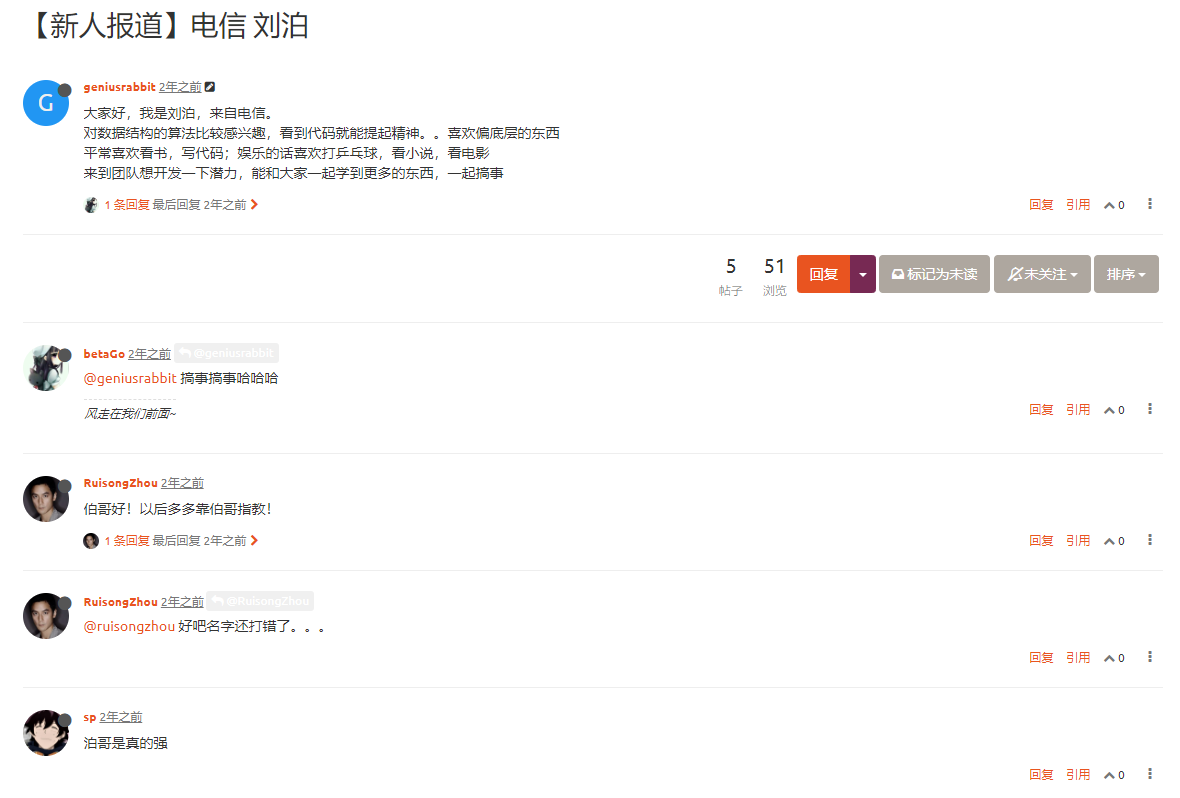 【新人报道】电信 刘泊
G
geniusrabbit 2年之前
大家好，我是刘泊，来自电信。
对数据结构的算法比较感兴趣，看到代码就能提起精神。。喜欢偏底层的东西
平常喜欢看书，写代码；娱乐的话喜欢打乒乓球，看小说，看电影
来到团队想开发一下潜力，能和大家一起学到更多的东西，一起搞事
1 条回复 最后回复 2年之前
回复 引用 0
5 51
帖子 浏览
回复 标记为未读 未关注 排序
betaGo 2年之前 @geniusrabbit
@geniusrabbit 搞事搞事哈哈哈
风走在我们前面~
回复 引用 0
RuisongZhou 2年之前
伯哥好！以后多多靠伯哥指教！
1 条回复 最后回复 2年之前
回复 引用 0
RuisongZhou 2年之前 @RuisongZhou
@ruisongzhou 好吧名字还打错了。。。
回复 引用 0
sp 2年之前
泊哥是真的强
回复 引用 0